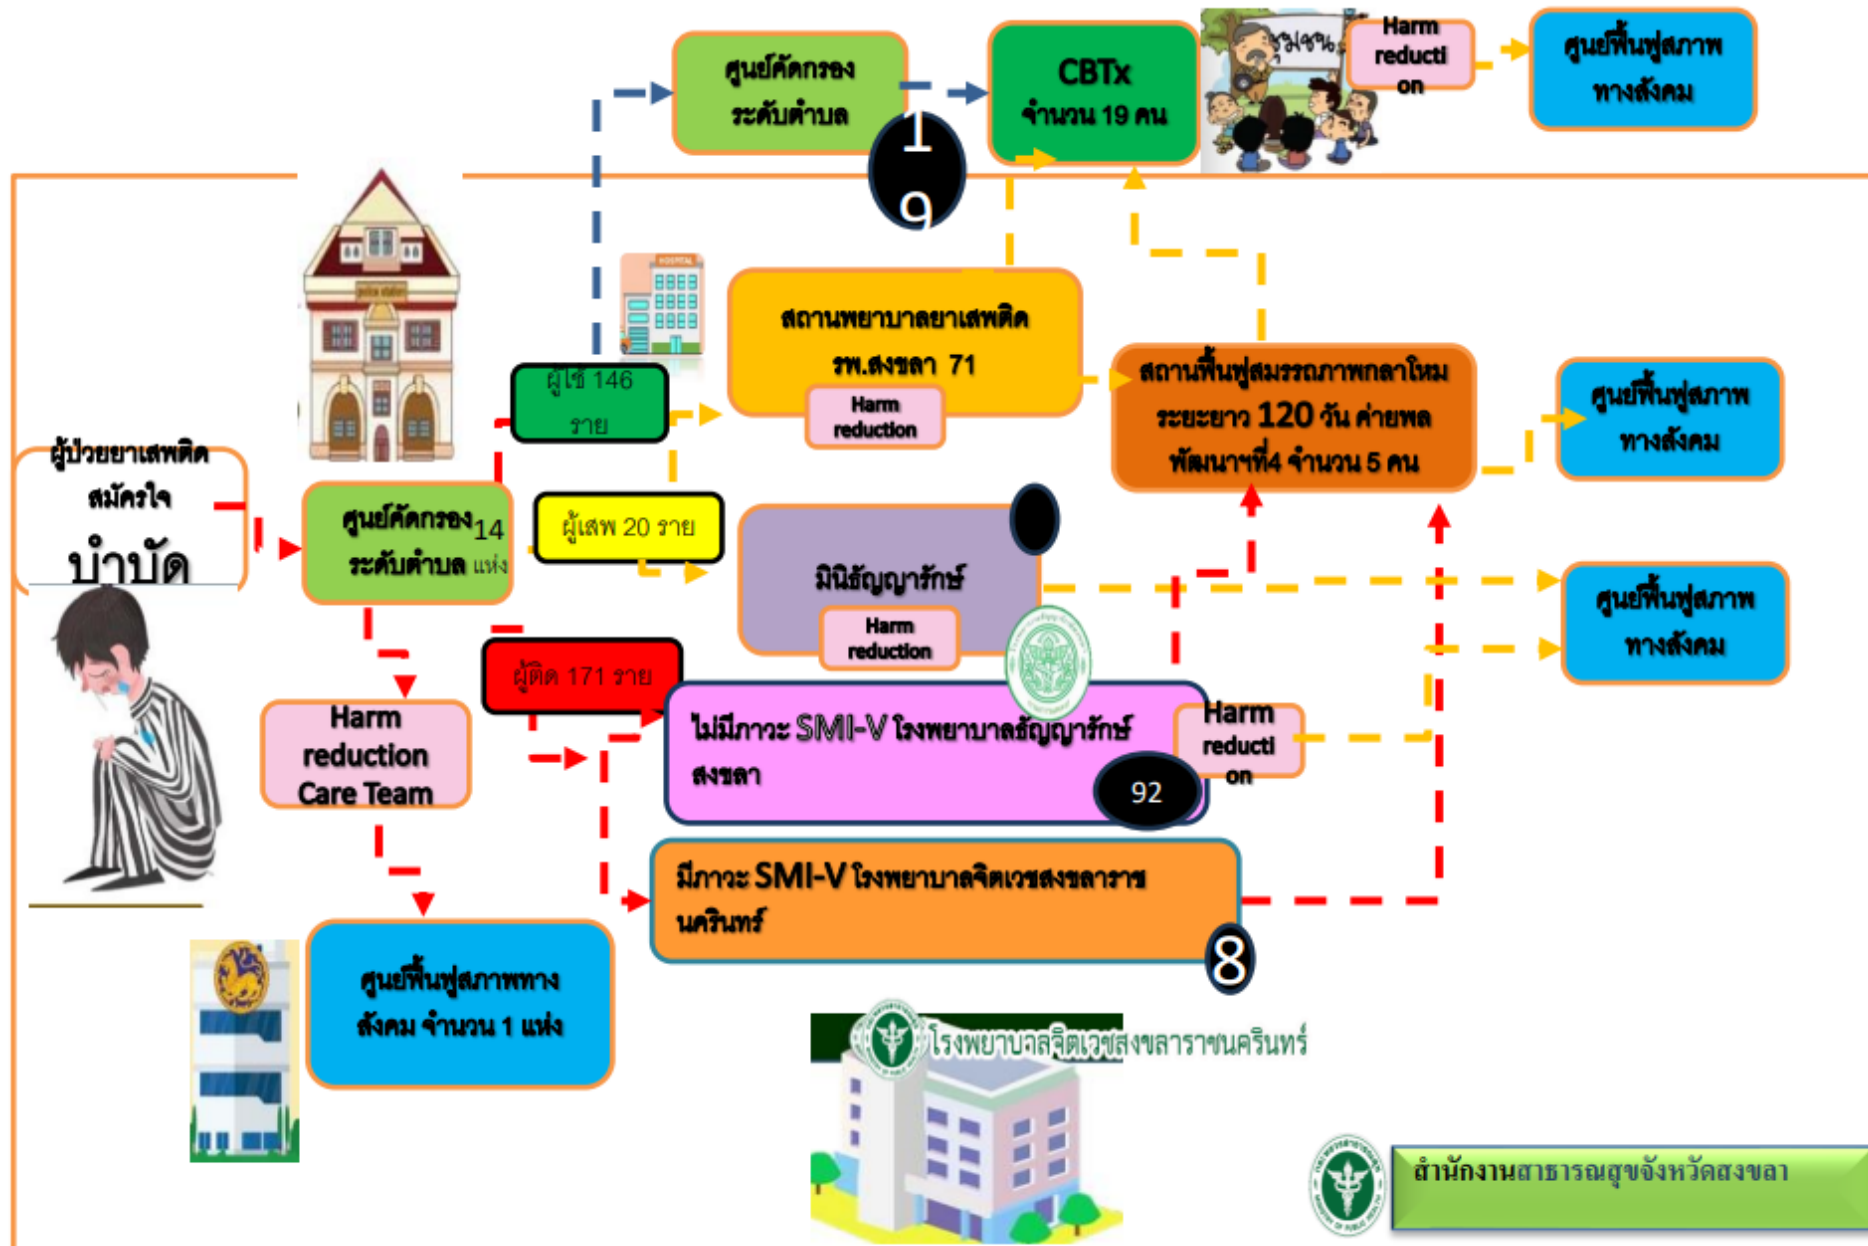 ศูนย์คัดกรอง
ระดับตำบล
19
CBTx
จำนวน 19 คน
ชุมชน
Harm
reducti
on
ศูนย์ฟื้นฟูสภาพ
ทางสังคม
HOSPITAL
สถานพยาบาลยาเสพติด
รพ.สงขลา 71
Harm
reduction
ผู้ใช้ 146
ราย
สถานฟื้นฟูสมรรถภาพกลาโหม
ระยะยาว 120 วัน ค่ายพล
พัฒนาฯที่4 จำนวน 5 คน
ศูนย์ฟื้นฟูสภาพ
ทางสังคม
ผู้ป่วยยาเสพติด
สมัครใจ
บำบัด
ศูนย์คัดกรอง 14
ระดับตำบล แห่ง
ผู้เสพ 20 ราย
มินิธัญญารักษ์
Harm
reduction
ศูนย์ฟื้นฟูสภาพ
ทางสังคม
ผู้ติด 171 ราย
Harm
reduction
Care Team
ไม่มีภาวะ SMI-V โรงพยาบาลธัญญารักษ์
สงขลา
92
Harm
reducti
on
มีภาวะ SMI-V โรงพยาบาลจิตเวชสงขลาราช
นครินทร์
8
ศูนย์ฟื้นฟูสภาพทาง
สังคม จำนวน 1 แห่ง
โรงพยาบาลจิตเวชสงขลาราชนครินทร์
สำนักงานสาธารณสุขจังหวัดสงขลา